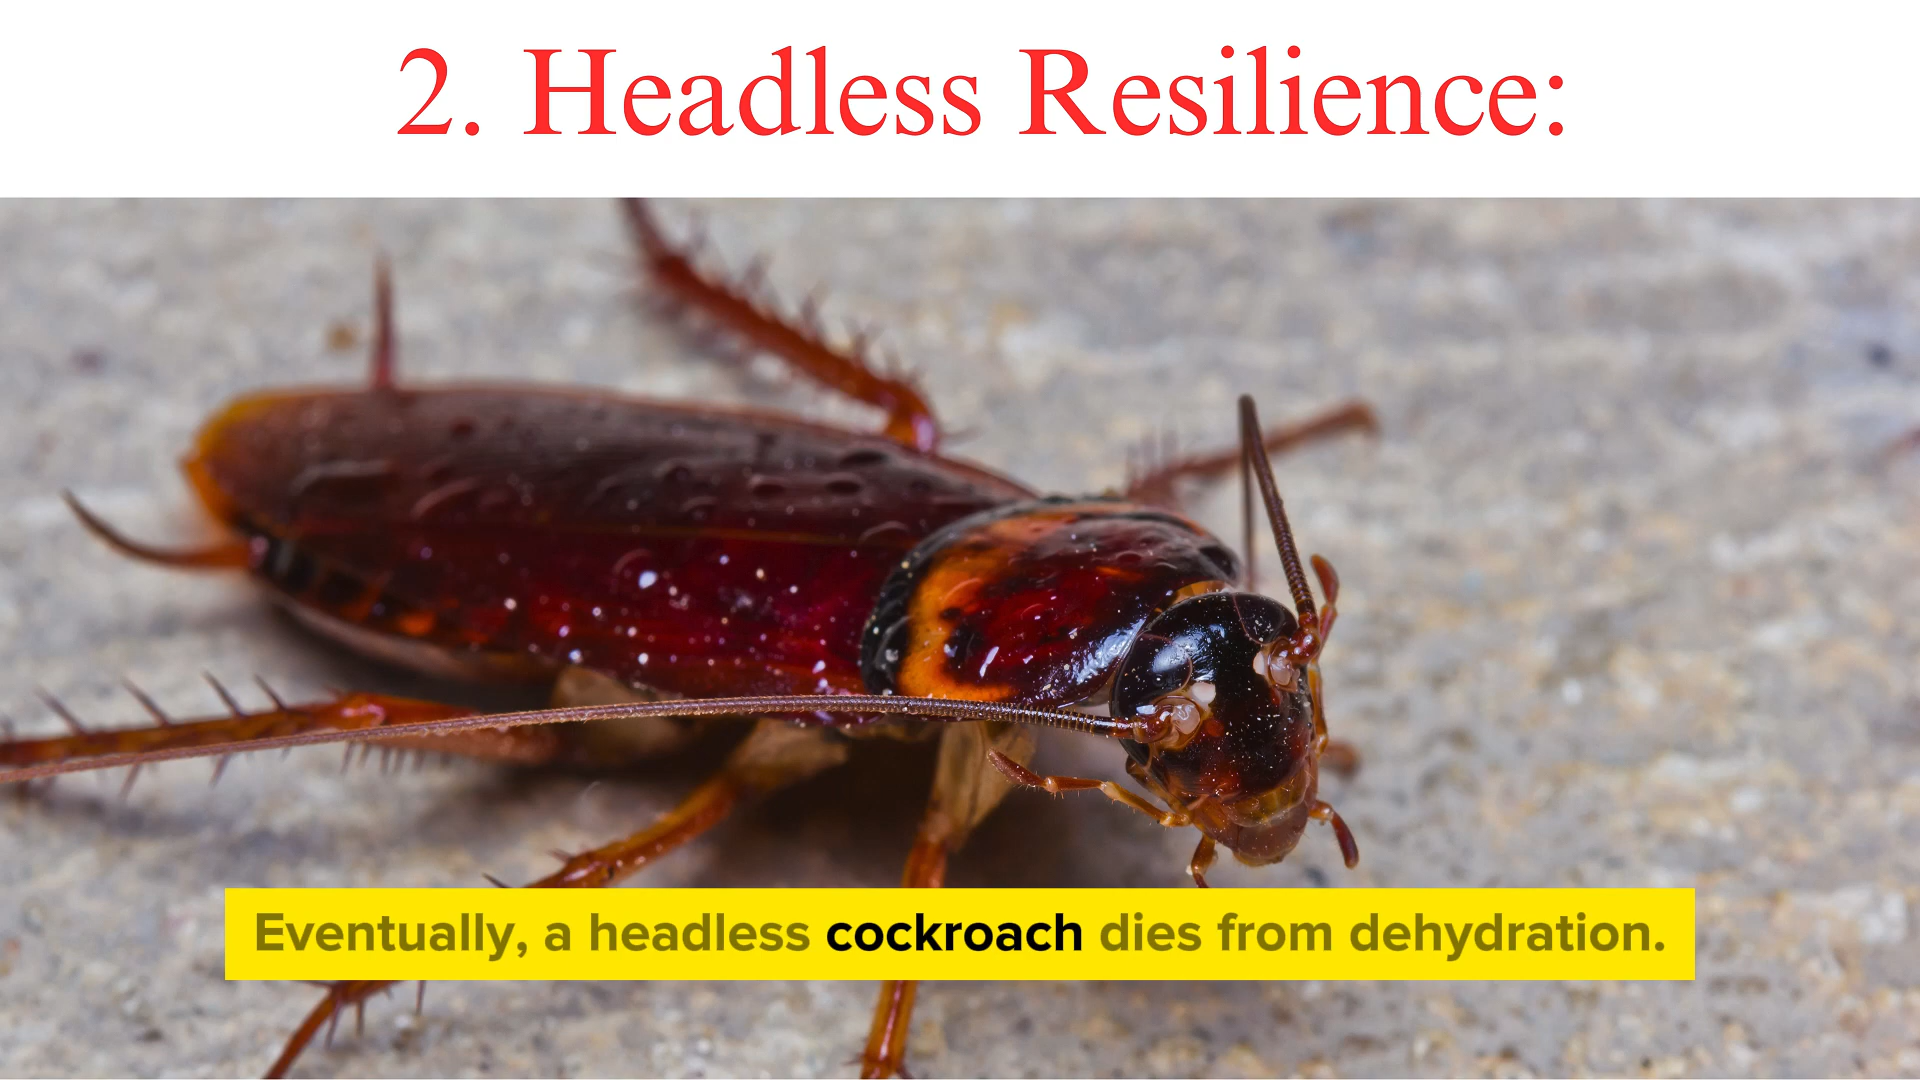 2. Headless Resilience:
Eventually, a headless cockroach dies from dehydration.